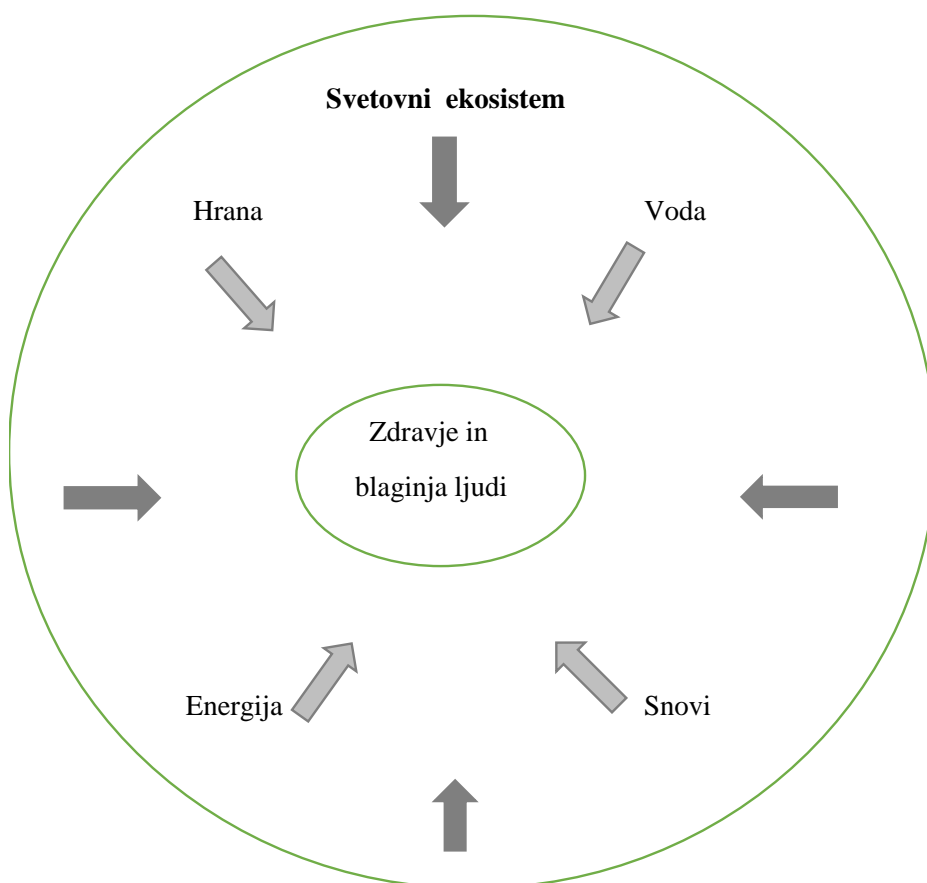 Svetovni ekosistem
Hrana
Voda
Zdravje in
blaginja ljudi
Energija
Snovi